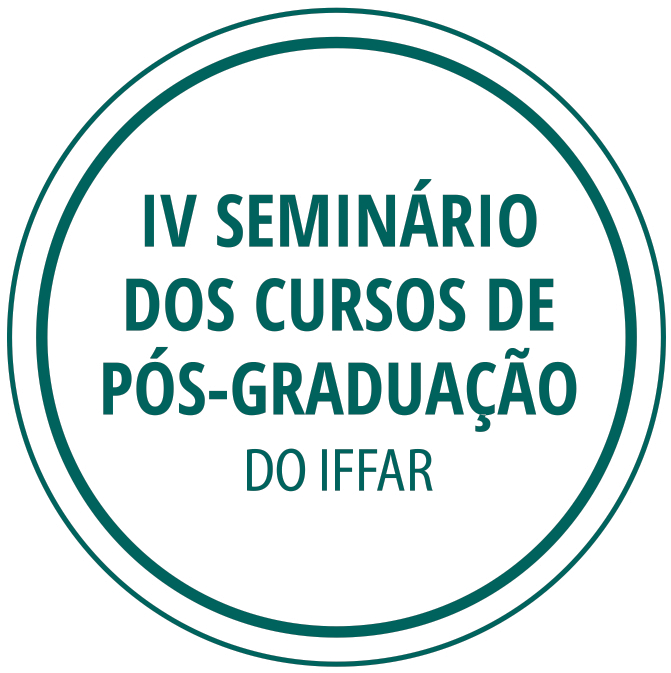 IV SEMINÁRIO
DOS CURSOS DE
PÓS-GRADUAÇÃO
DO IFFAR